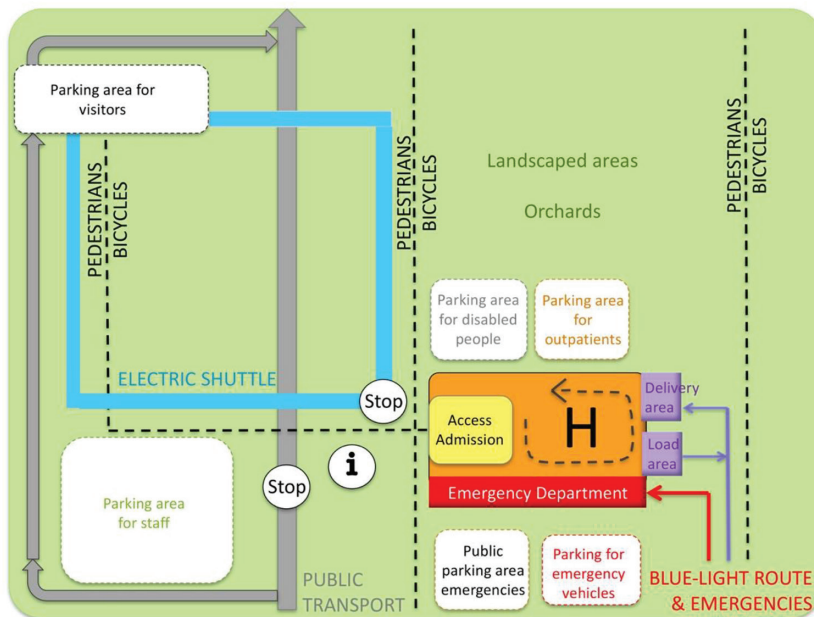 Parking area for
visitors
PEDESTRIANS
BICYCLES
PEDESTRIANS
BICYCLES
PEDESTRIANS
BICYCLES
Landscaped areas
Orchards
Parking area
for disabled
people
Parking area
for
outpatients
ELECTRIC SHUTTLE
Stop
Access
Admission
H
Delivery
area
Load
area
Emergency Department
i
Stop
Parking area
for staff
Public
parking area
emergencies
Parking for
emergency
vehicles
PUBLIC
TRANSPORT
BLUE-LIGHT ROUTE
& EMERGENCIES